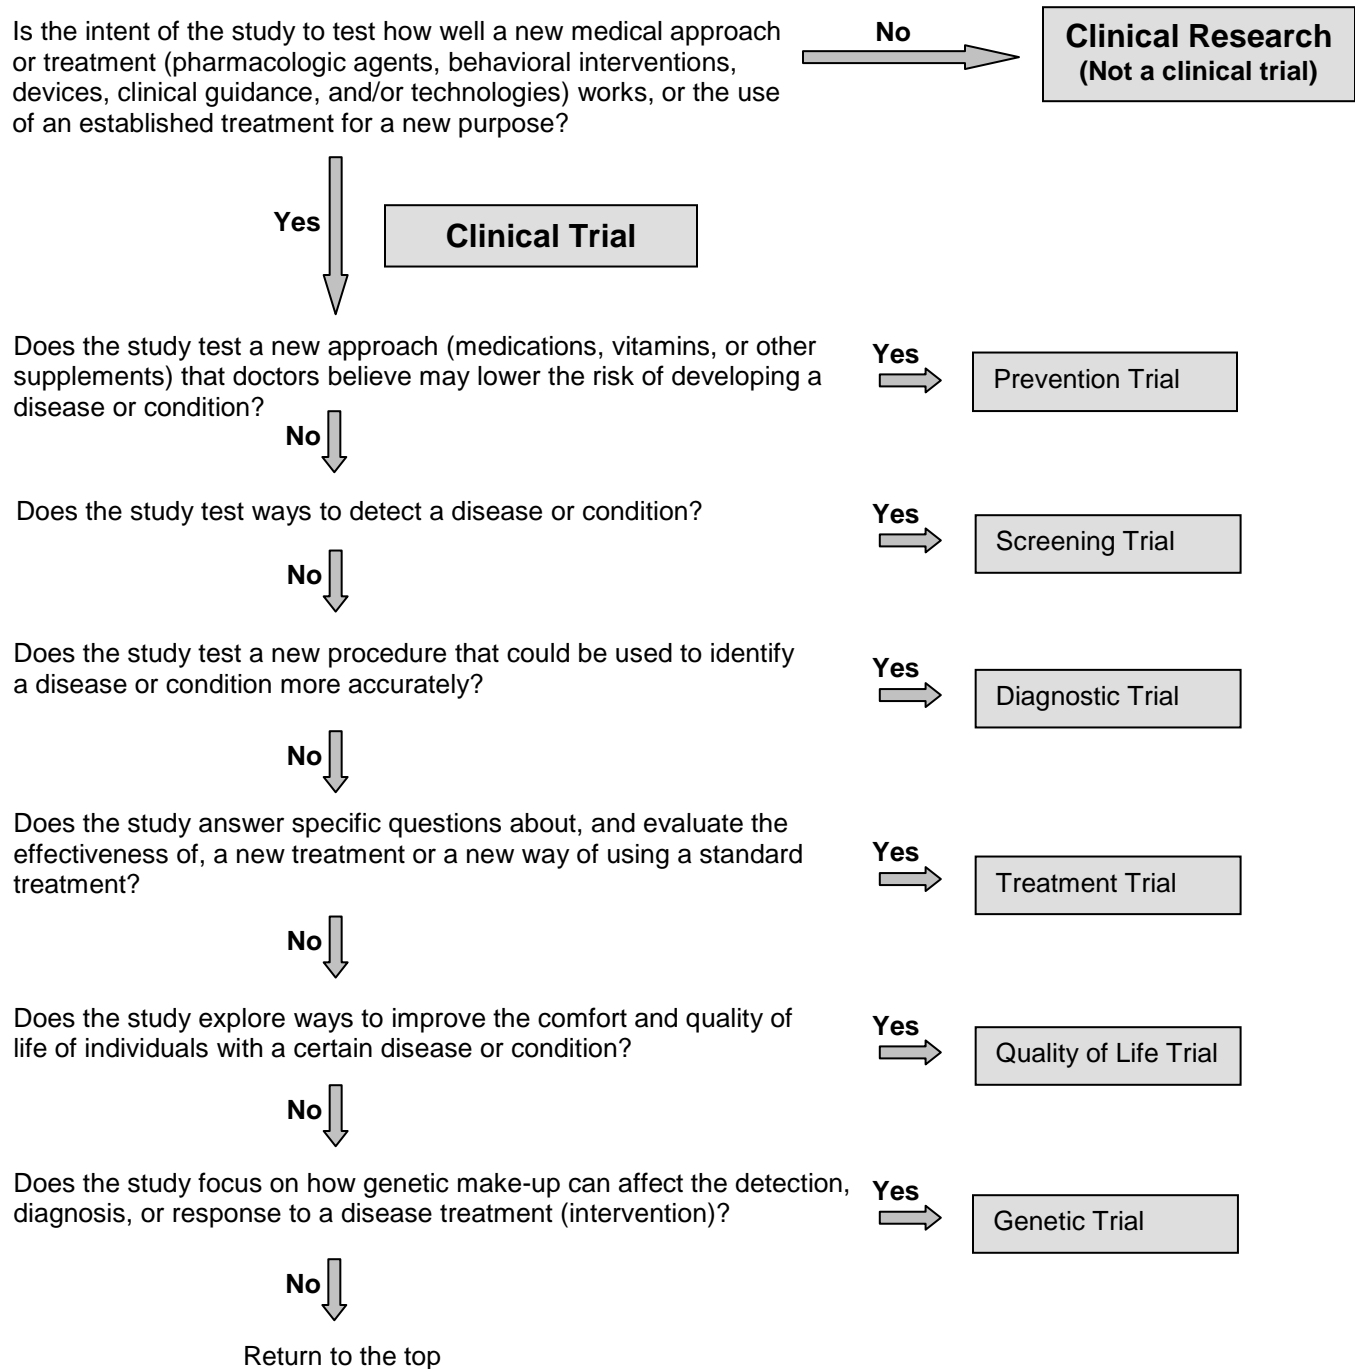 Is the intent of the study to test how well a new medical approach
or treatment (pharmacologic agents, behavioral interventions,
devices, clinical guidance, and/or technologies) works, or the use
of an established treatment for a new purpose?
No
Clinical Research
(Not a clinical trial)
Yes
Clinical Trial
Does the study test a new approach (medications, vitamins, or other
supplements) that doctors believe may lower the risk of developing a
disease or condition?
Yes
Prevention Trial
No
Does the study test ways to detect a disease or condition?
Yes
Screening Trial
No
Does the study test a new procedure that could be used to identify
a disease or condition more accurately?
Yes
Diagnostic Trial
No
Does the study answer specific questions about, and evaluate the
effectiveness of, a new treatment or a new way of using a standard
treatment?
Yes
Treatment Trial
No
Does the study explore ways to improve the comfort and quality of
life of individuals with a certain disease or condition?
Yes
Quality of Life Trial
No
Does the study focus on how genetic make-up can affect the detection,
diagnosis, or response to a disease treatment (intervention)?
Yes
Genetic Trial
No
Return to the top